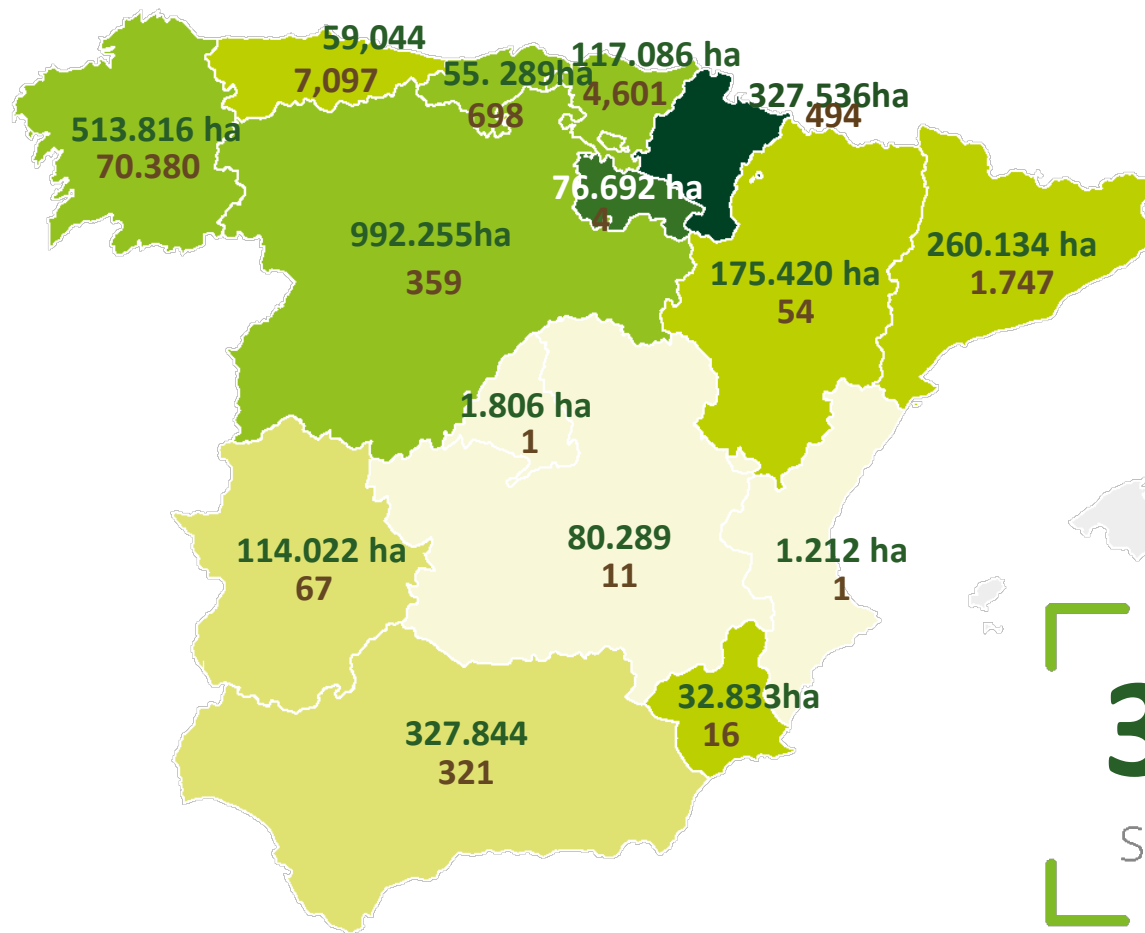 59,044
7,097
55. 289ha
698
117.086 ha
4,601
327.536ha
494
513.816 ha
70.380
76.692 ha
4
992.255ha
359
175.420 ha
54
260.134 ha
1.747
1.806 ha
1
114.022 ha
67
80.289
11
1.212 ha
1
32.833ha
16
327.844
321
3
S